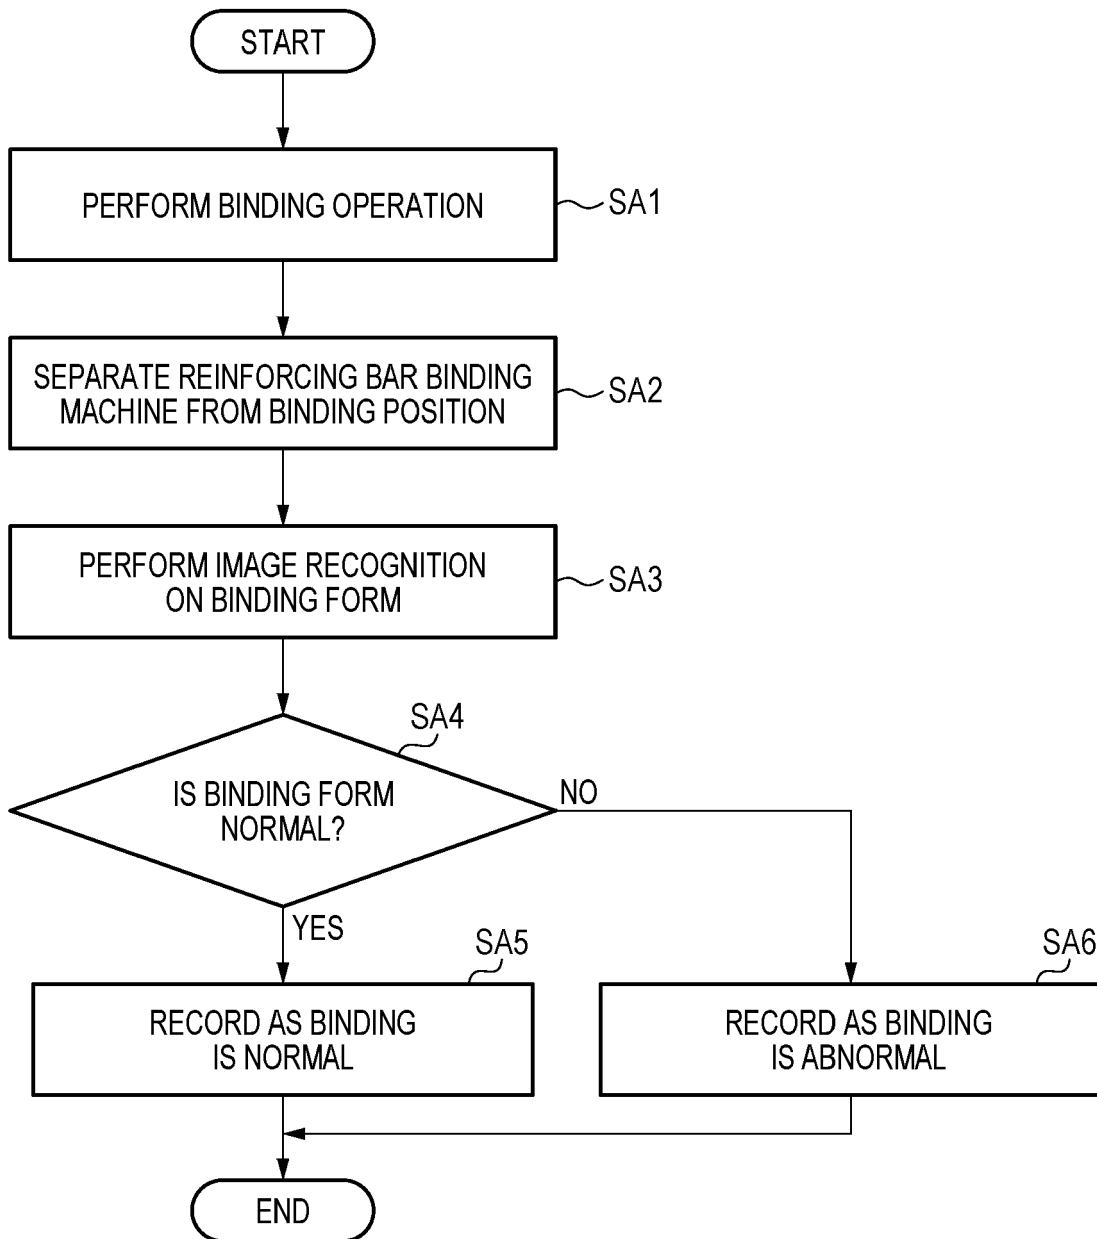 START
PERFORM BINDING OPERATION
SA1
SEPARATE REINFORCING BAR BINDING
MACHINE FROM BINDING POSITION
SA2
PERFORM IMAGE RECOGNITION
ON BINDING FORM
SA3
SA4
IS BINDING FORM
NORMAL?
NO
YES
SA5
RECORD AS BINDING
IS NORMAL
SA6
RECORD AS BINDING
IS ABNORMAL
END